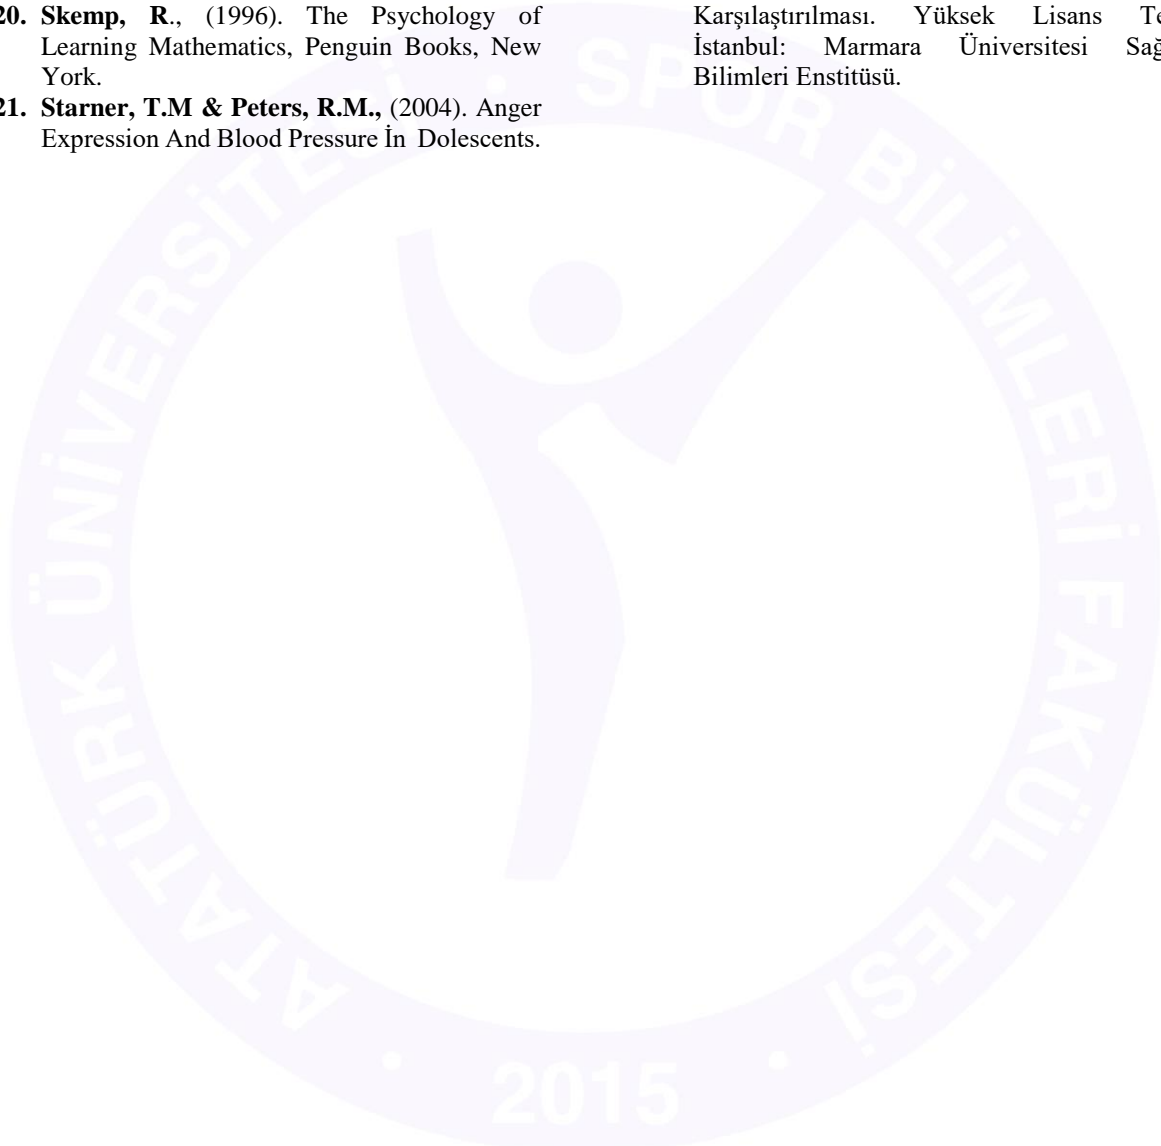 20. Skemp, R., (1996). The Psychology of
Learning Mathematics, Penguin Books, New
York.
21. Starner, T.M & Peters, R.M., (2004). Anger
Expression And Blood Pressure İn Dolescents.
Karşılaştırılması. Yüksek Lisans Te
İstanbul: Marmara Üniversitesi Sağ
Bilimleri Enstitüsü.
ATATÜRK ÜNİVERSİTESİ • SPOR BİLİMLERİ FAKÜLTESİ
• 2015 •